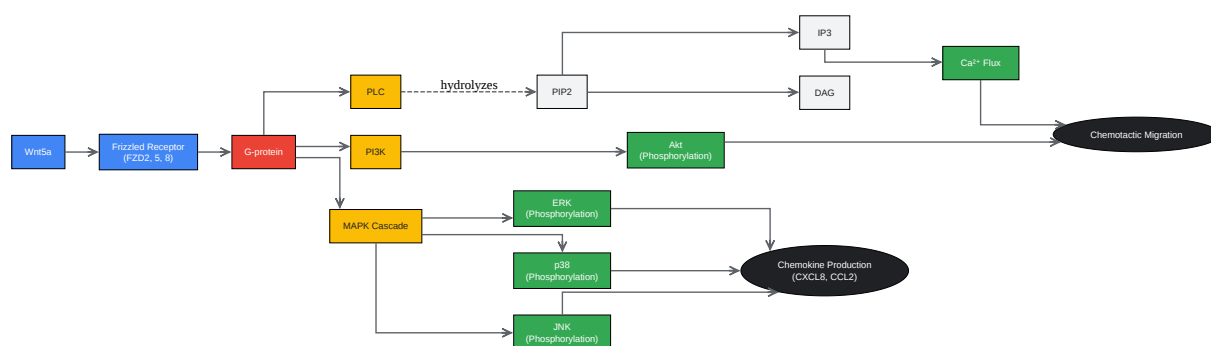 IP3
Ca²⁺ Flux
hydrolyzes
PLC
PIP2
DAG
Wnt5a
Frizzled Receptor
(FZD2, 5, 8)
G-protein
PI3K
Akt
(Phosphorylation)
Chemotactic Migration
MAPK Cascade
ERK
(Phosphorylation)
p38
(Phosphorylation)
Chemokine Production
(CXCL8, CCL2)
JNK
(Phosphorylation)